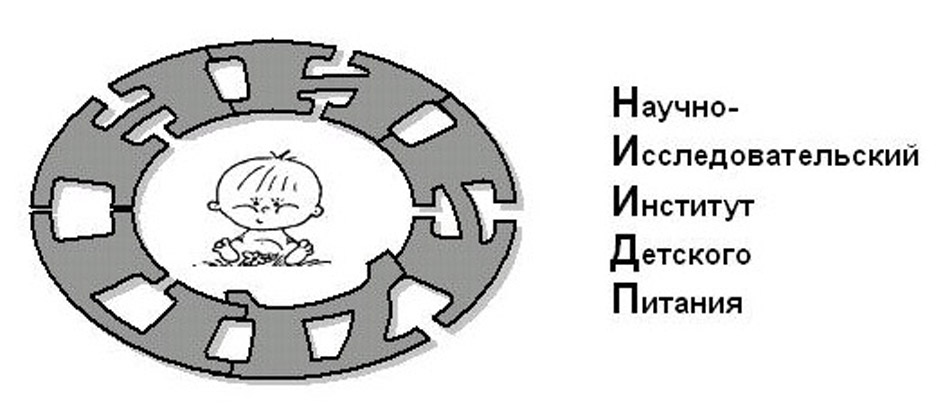 Научно-
Исследовательский
Институт
Детского
Питания